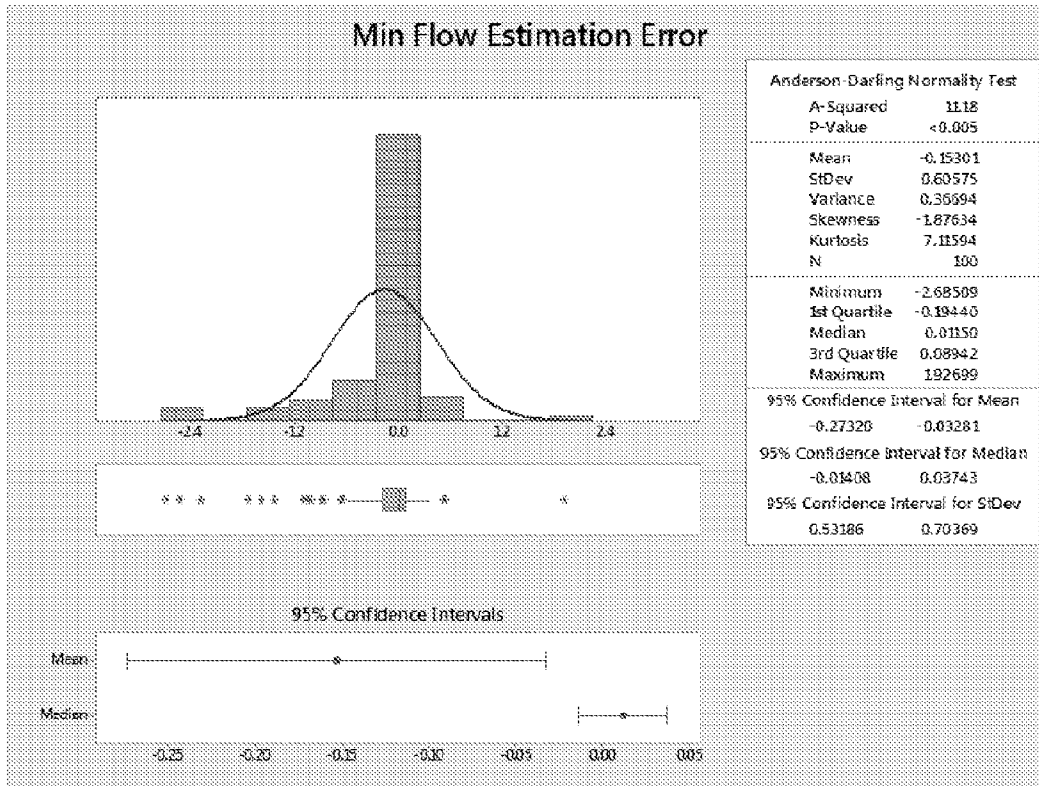 Min Flow Estimation Error
Anderson-Darling Normality Test
A-Squared 11.18
P-Value <0.005
Mean -0.15301
StDev 0.60575
Variance 0.36694
Skewness -1.87634
Kurtosis 7.11594
N 100
Minimum -2.68509
1st Quartile -0.19440
Median 0.01150
3rd Quartile 0.08942
Maximum 1.92699
95% Confidence Interval for Mean
-0.27320 -0.03281
95% Confidence Interval for Median
-0.01408 0.03743
95% Confidence Interval for StDev
0.53186 0.70369
-2.4 -1.2 0.0 1.2 2.4
95% Confidence Intervals
Mean
Median
-0.25 -0.20 -0.15 -0.10 -0.05 0.00 0.05